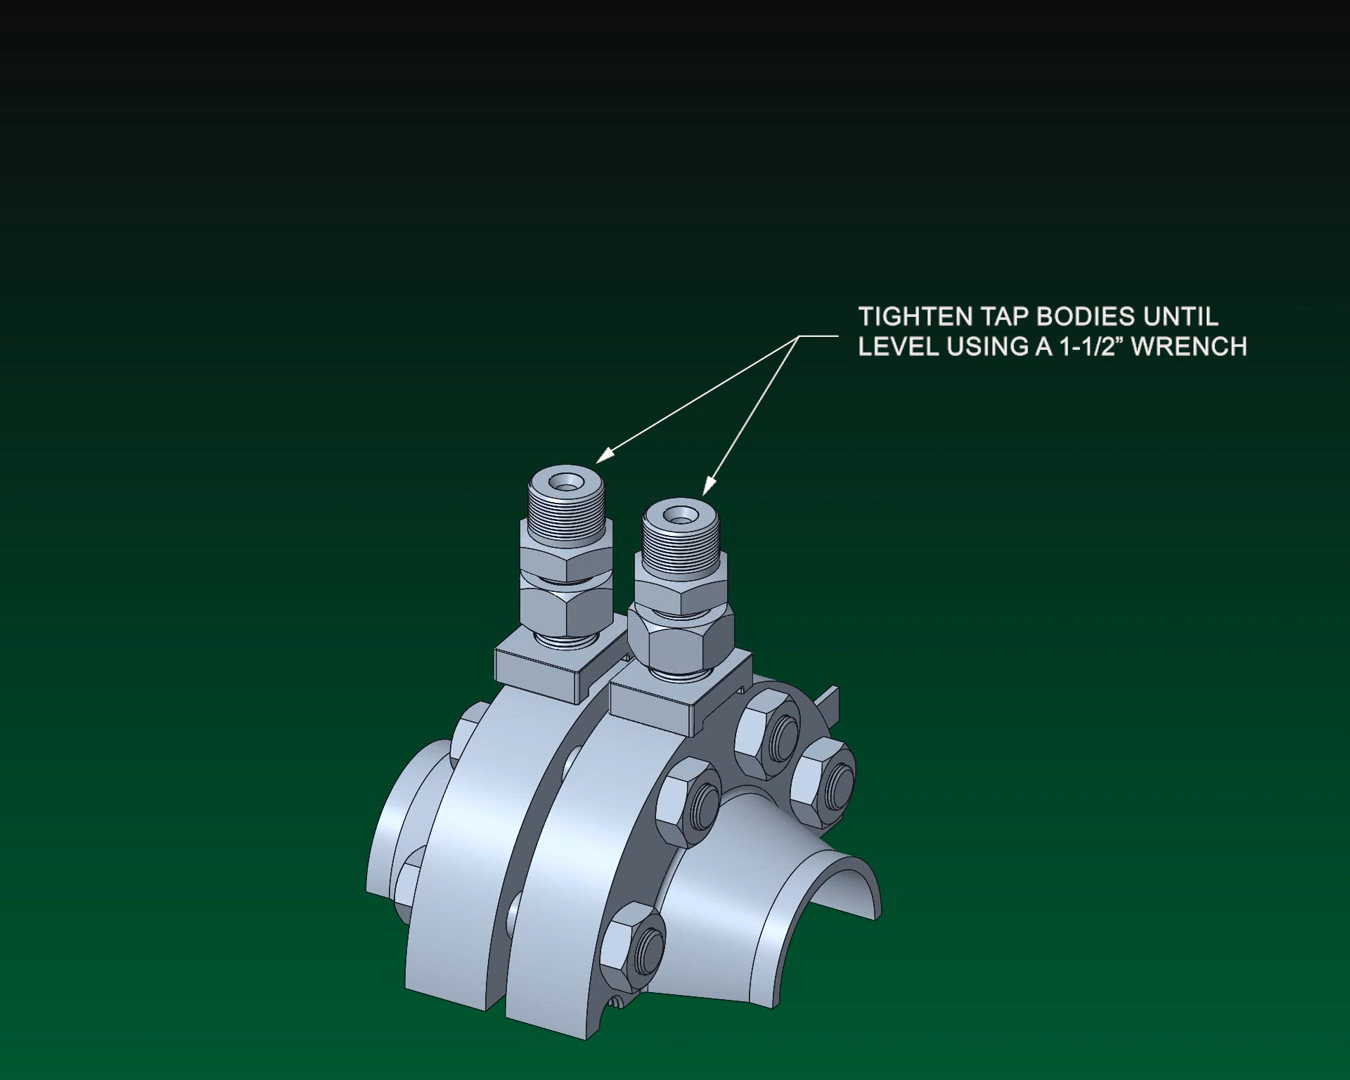 TIGHTEN TAP BODIES UNTIL
LEVEL USING A 1-1/2” WRENCH